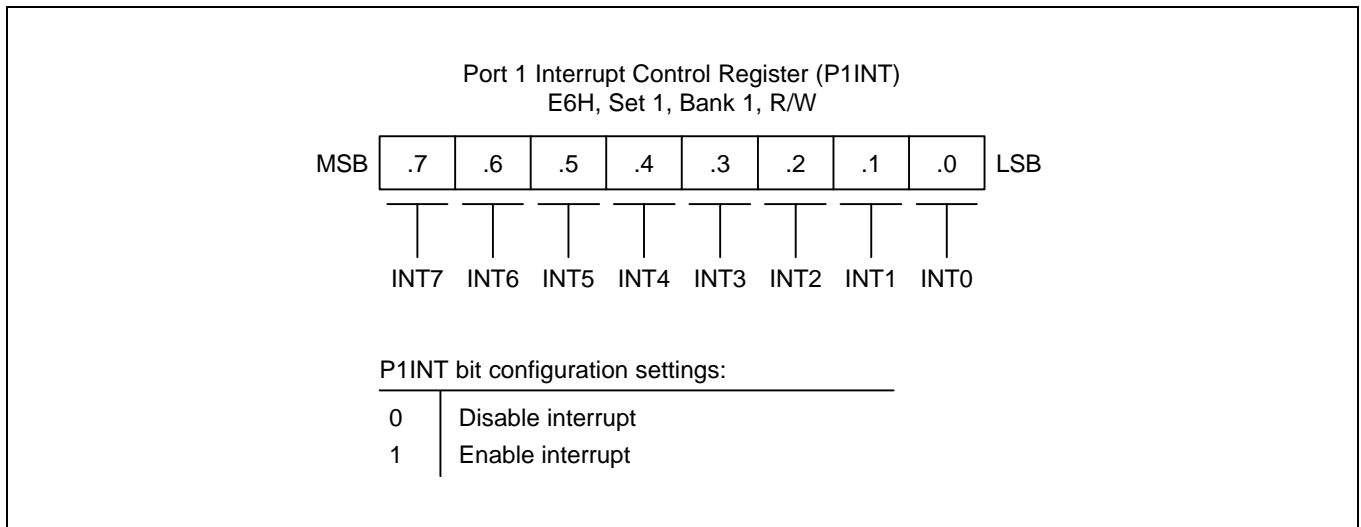 Port 1 Interrupt Control Register (P1INT)
E6H, Set 1, Bank 1, R/W
MSB .7 .6 .5 .4 .3 .2 .1 .0 LSB
INT7 INT6 INT5 INT4 INT3 INT2 INT1 INT0
P1INT bit configuration settings:
0 Disable interrupt
1 Enable interrupt